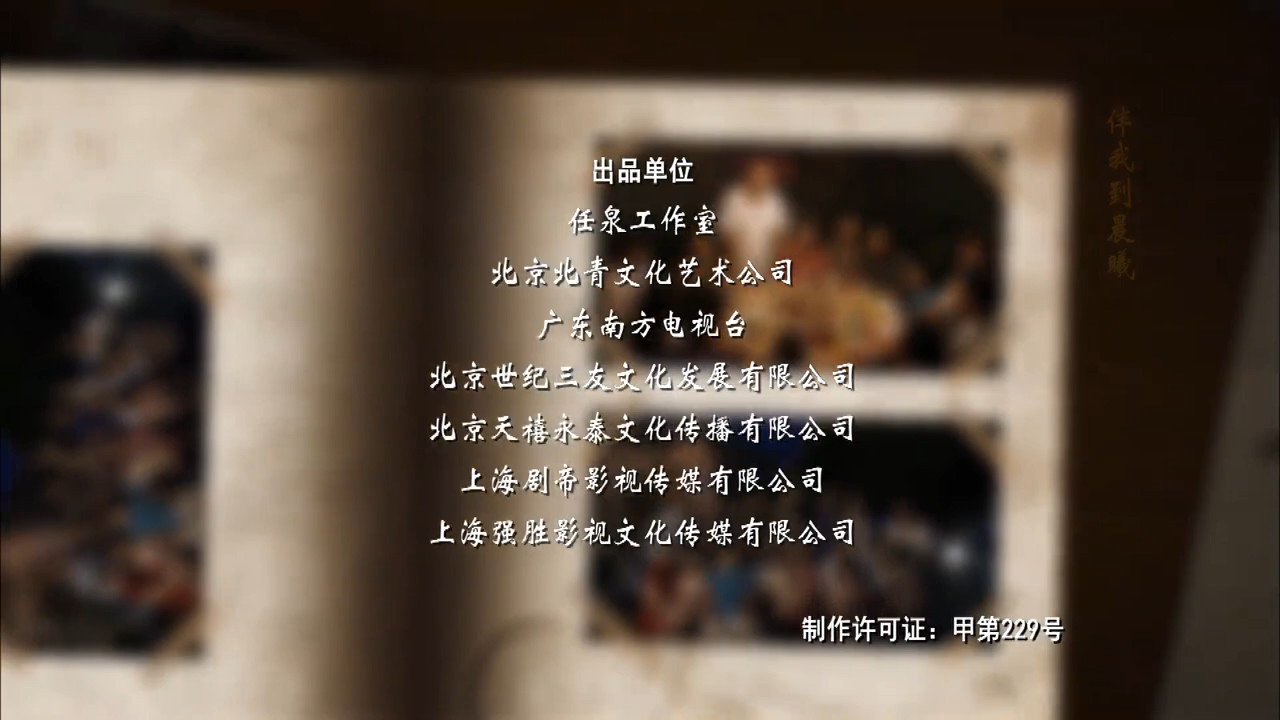 出品单位
任泉工作室
北京北青文化艺术公司
广东南方电视台
北京世纪三友文化发展有限公司
北京天禧永泰文化传播有限公司
上海剧帝影视传媒有限公司
上海强胜影视文化传媒有限公司
制作许可证：甲第229号
伴我到晨曦